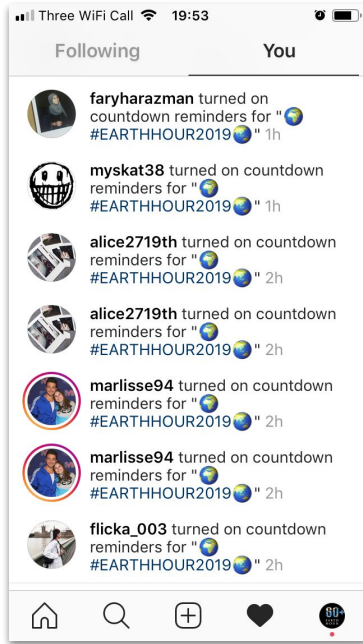 Three WiFi Call 19:53
Following You
faryharazman turned on
countdown reminders for "🌍
#EARTHHOUR2019🌏" 1h
myskat38 turned on countdown
reminders for "🌍
#EARTHHOUR2019🌏" 1h
alice2719th turned on countdown
reminders for "🌍
#EARTHHOUR2019🌏" 2h
alice2719th turned on countdown
reminders for "🌍
#EARTHHOUR2019🌏" 2h
marlisse94 turned on countdown
reminders for "🌍
#EARTHHOUR2019🌏" 2h
marlisse94 turned on countdown
reminders for "🌍
#EARTHHOUR2019🌏" 2h
flicka_003 turned on countdown
reminders for "🌍
#EARTHHOUR2019🌏" 2h
60+
EARTH
HOUR